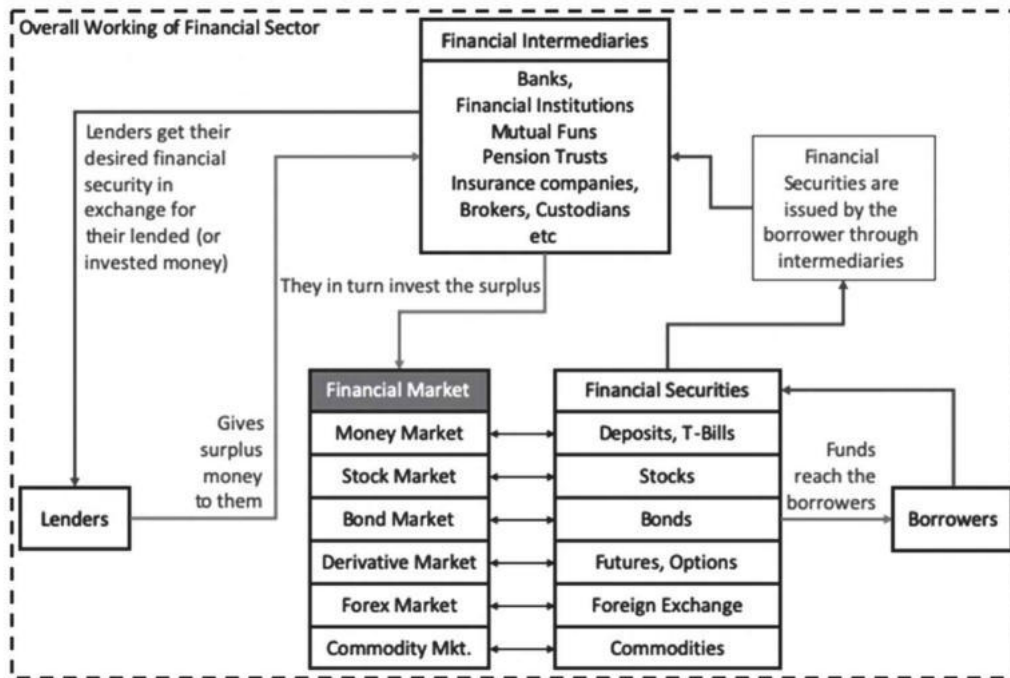 Overall Working of Financial Sector
Financial Intermediaries
Banks,
Financial Institutions
Mutual Funs
Pension Trusts
Insurance companies,
Brokers, Custodians
etc
Lenders get their
desired financial
security in
exchange for
their lended (or
invested money)
Financial
Securities are
issued by the
borrower through
intermediaries
They in turn invest the surplus
Gives
surplus
money
to them
Lenders
Financial Market
Money Market
Stock Market
Bond Market
Derivative Market
Forex Market
Commodity Mkt.
Financial Securities
Deposits, T-Bills
Stocks
Bonds
Futures, Options
Foreign Exchange
Commodities
Funds
reach the
borrowers
Borrowers